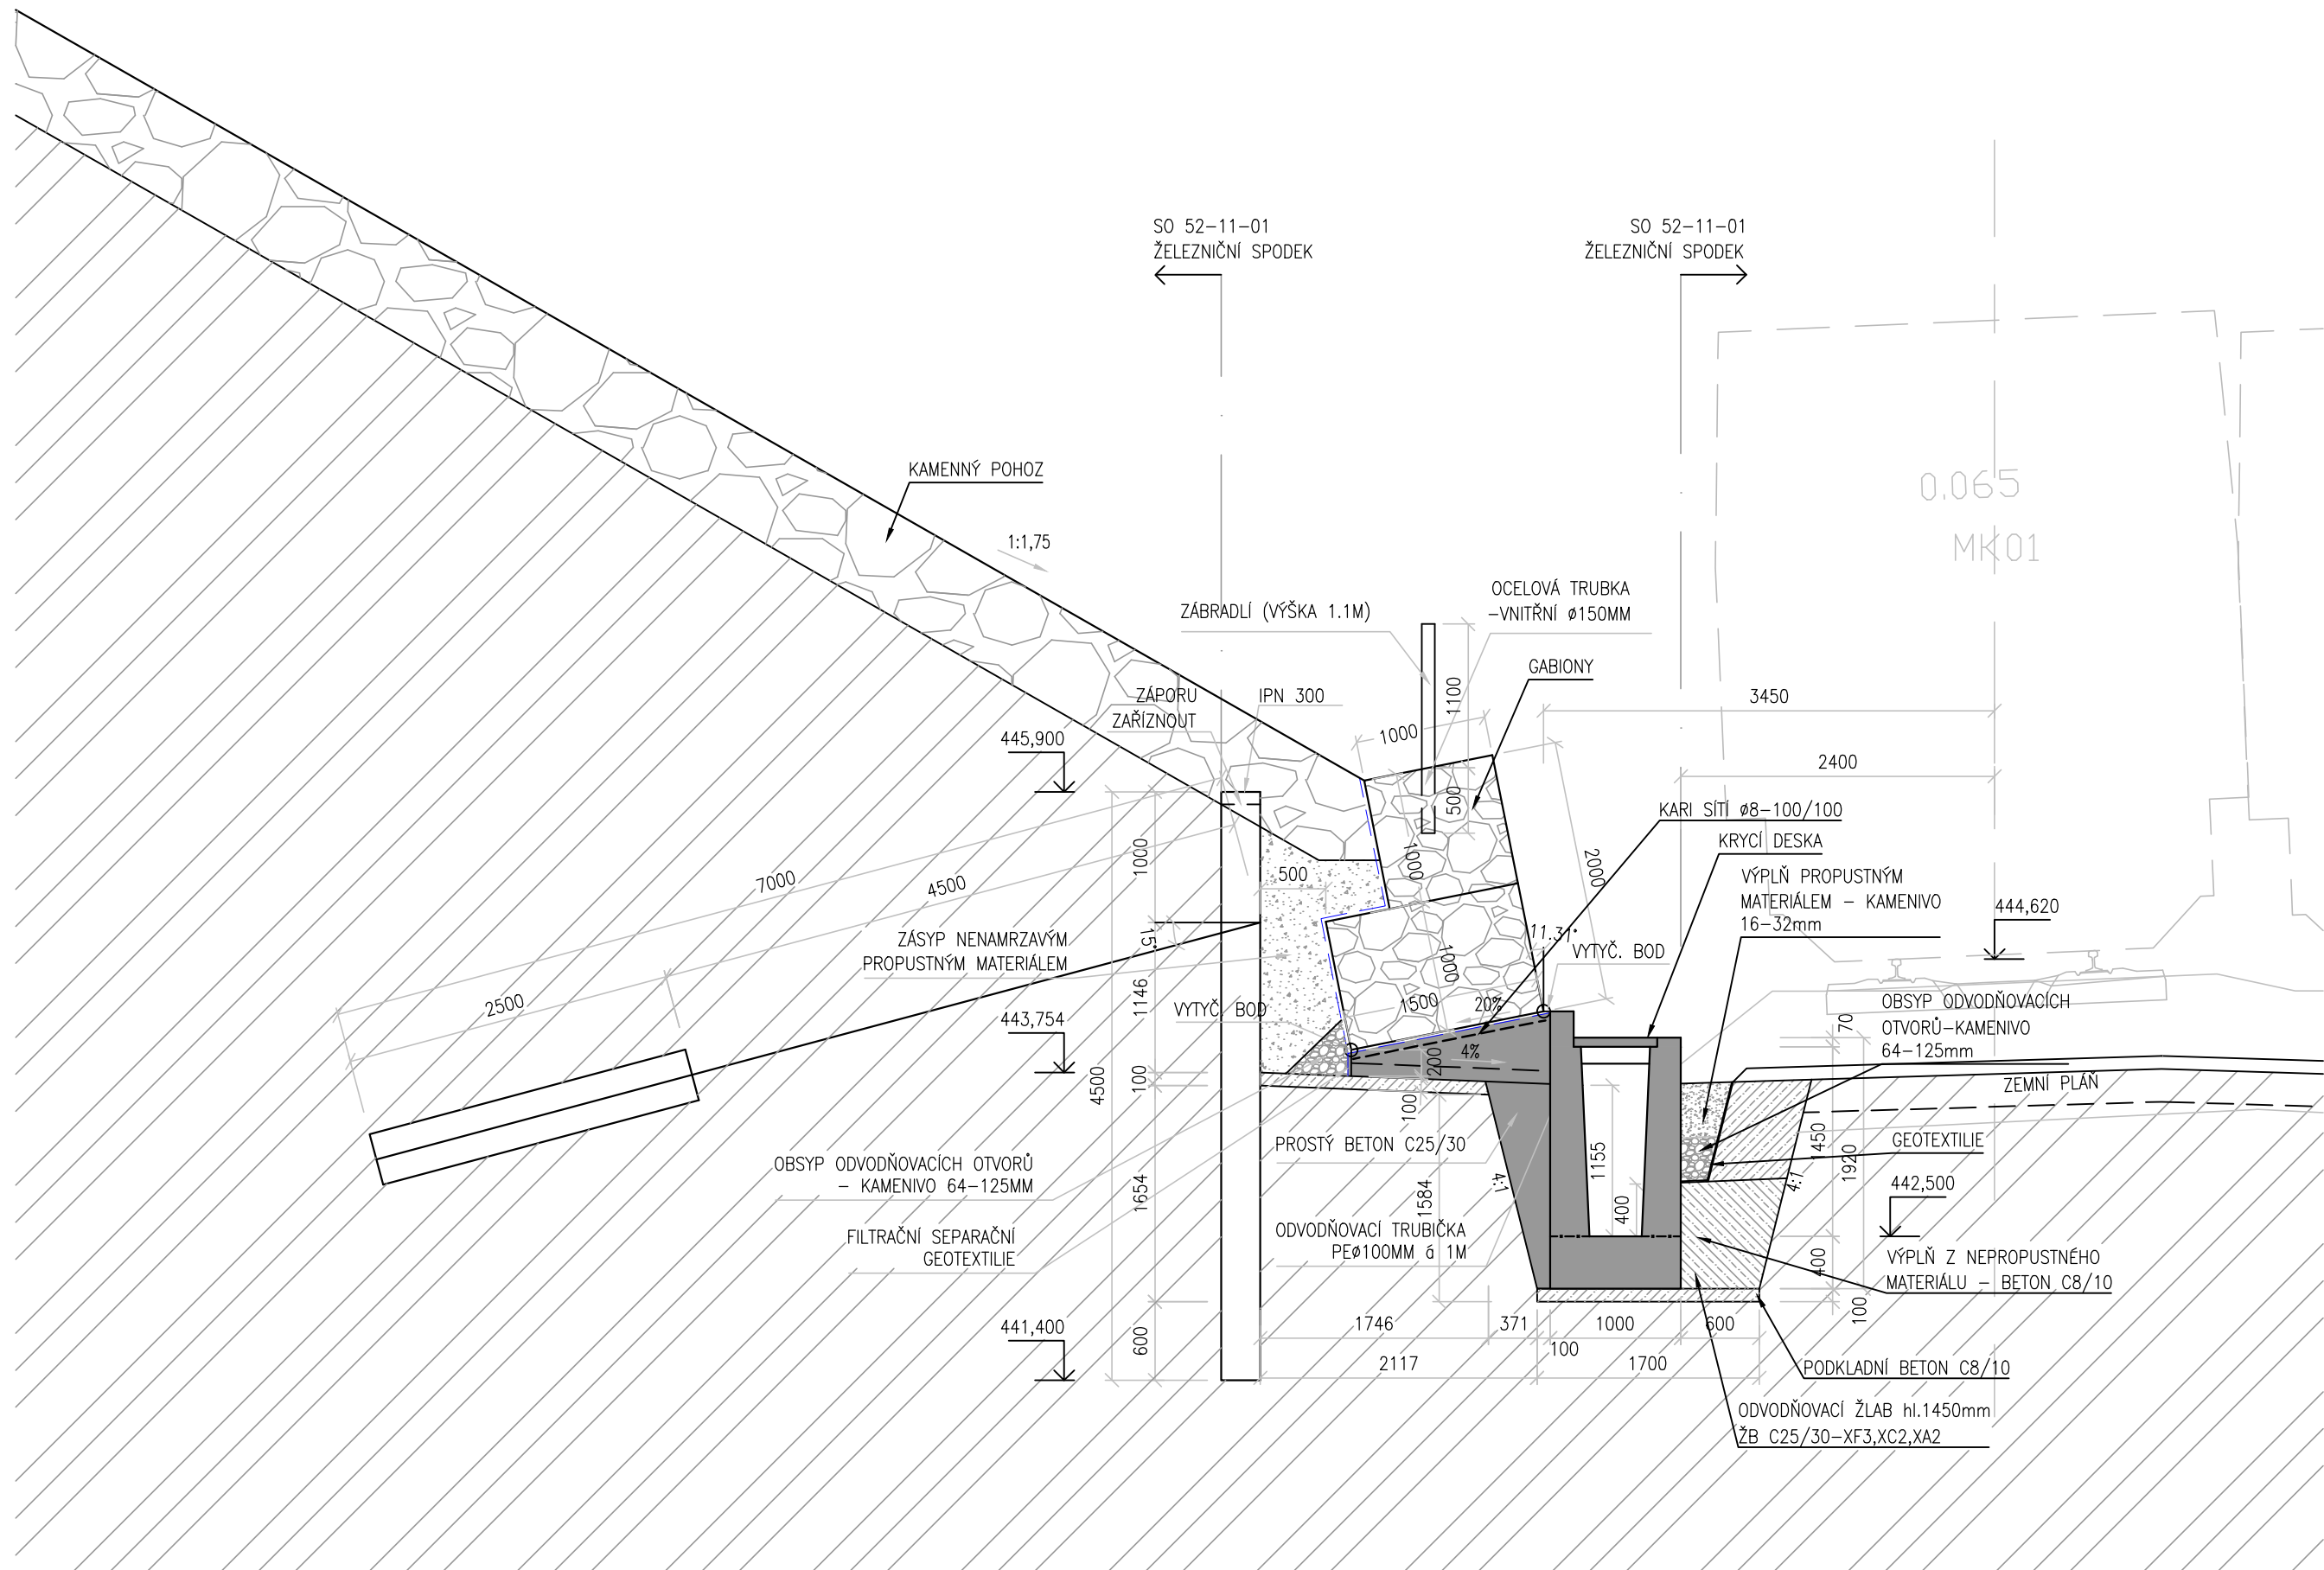 SO 52-11-01
ŽELEZNIČNÍ SPODEK
SO 52-11-01
ŽELEZNIČNÍ SPODEK
KAMENNÝ POHOZ
1:1,75
0.065
MK01
OCELOVÁ TRUBKA
-VNITŘNÍ ø150MM
ZÁBRADLÍ (VÝŠKA 1.1M)
GABIONY
ZÁPORU
ZAŘÍZNOUT
IPN 300
1100
3450
1000
445,900
2400
500
KARI SÍTÍ ø8-100/100
KRYCÍ DESKA
VÝPLŇ PROPUSTNÝM
MATERIÁLEM - KAMENIVO
16-32mm
1000
2000
1000
500
7000
4500
444,620
15°
11.31°
ZÁSYP NENAMRZAVÝM
PROPUSTNÝM MATERIÁLEM
VYTYČ. BOD
1000
1146
2500
1500
20%
VYTYČ. BOD
OBSYP ODVODŇOVACÍCH
OTVORŮ-KAMENIVO
64-125mm
70
443,754
4%
200
4500
100
100
ZEMNÍ PLÁŇ
PROSTÝ BETON C25/30
GEOTEXTILIE
1450
1920
1155
OBSYP ODVODŇOVACÍCH OTVORŮ
- KAMENIVO 64-125MM
4:1
4:1
442,500
1654
1584
400
ODVODŇOVACÍ TRUBIČKA
PEø100MM á 1M
FILTRAČNÍ SEPARAČNÍ
GEOTEXTILIE
400
VÝPLŇ Z NEPROPUSTNÉHO
MATERIÁLU - BETON C8/10
100
441,400
600
1746
371
1000
600
100
2117
1700
PODKLADNÍ BETON C8/10
ODVODŇOVACÍ ŽLAB hl.1450mm
ŽB C25/30-XF3,XC2,XA2